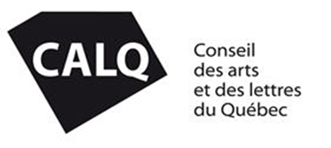 CALQ
Conseil
des arts
et des lettres
du Québec